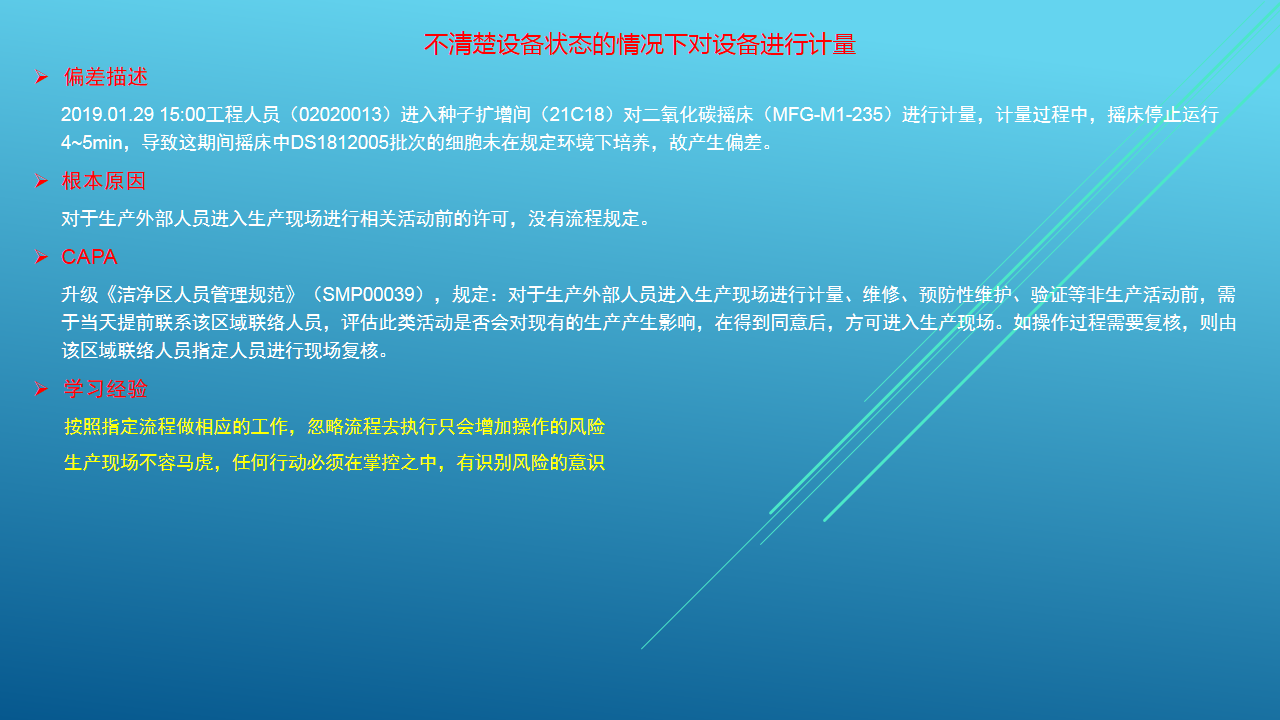 不清楚设备状态的情况下对设备进行计量
偏差描述
2019.01.29 15:00工程人员（02020013）进入种子扩增间（21C18）对二氧化碳摇床（MFG-M1-235）进行计量，计量过程中，摇床停止运行
4~5min，导致这期间摇床中DS1812005批次的细胞未在规定环境下培养，故产生偏差。
根本原因
对于生产外部人员进入生产现场进行相关活动前的许可，没有流程规定。
CAPA
升级《洁净区人员管理规范》（SMP00039），规定：对于生产外部人员进入生产现场进行计量、维修、预防性维护、验证等非生产活动前，需
于当天提前联系该区域联络人员，评估此类活动是否会对现有的生产产生影响，在得到同意后，方可进入生产现场。如操作过程需要复核，则由
该区域联络人员指定人员进行现场复核。
学习经验
按照指定流程做相应的工作，忽略流程去执行只会增加操作的风险
生产现场不容马虎，任何行动必须在掌控之中，有识别风险的意识